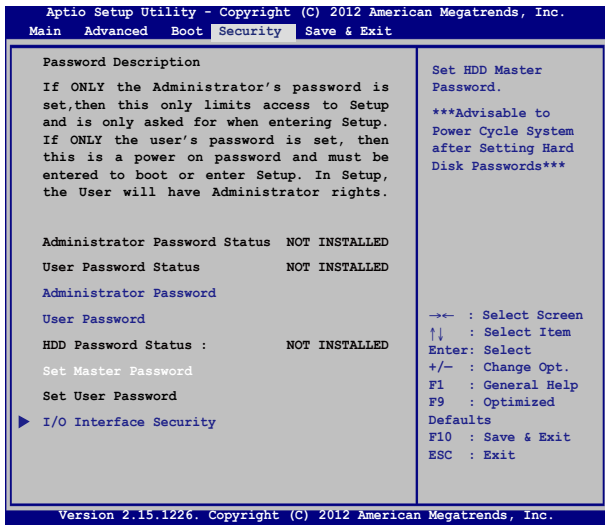 Aptio Setup Utility - Copyright (C) 2012 American Megatrends, Inc.
Main Advanced Boot Security Save & Exit
Password Description
If ONLY the Administrator's password is
set,then this only limits access to Setup
and is only asked for when entering Setup.
If ONLY the user's password is set, then
this is a power on password and must be
entered to boot or enter Setup. In Setup,
the User will have Administrator rights.
Administrator Password Status NOT INSTALLED
User Password Status NOT INSTALLED
Administrator Password
User Password
HDD Password Status : NOT INSTALLED
Set Master Password
Set User Password
I/O Interface Security
Set HDD Master
Password.
***Advisable to
Power Cycle System
after Setting Hard
Disk Passwords***
→← : Select Screen
↑↓ : Select Item
Enter: Select
+/— : Change Opt.
F1 : General Help
F9 : Optimized
Defaults
F10 : Save & Exit
ESC : Exit
Version 2.15.1226. Copyright (C) 2012 American Megatrends, Inc.